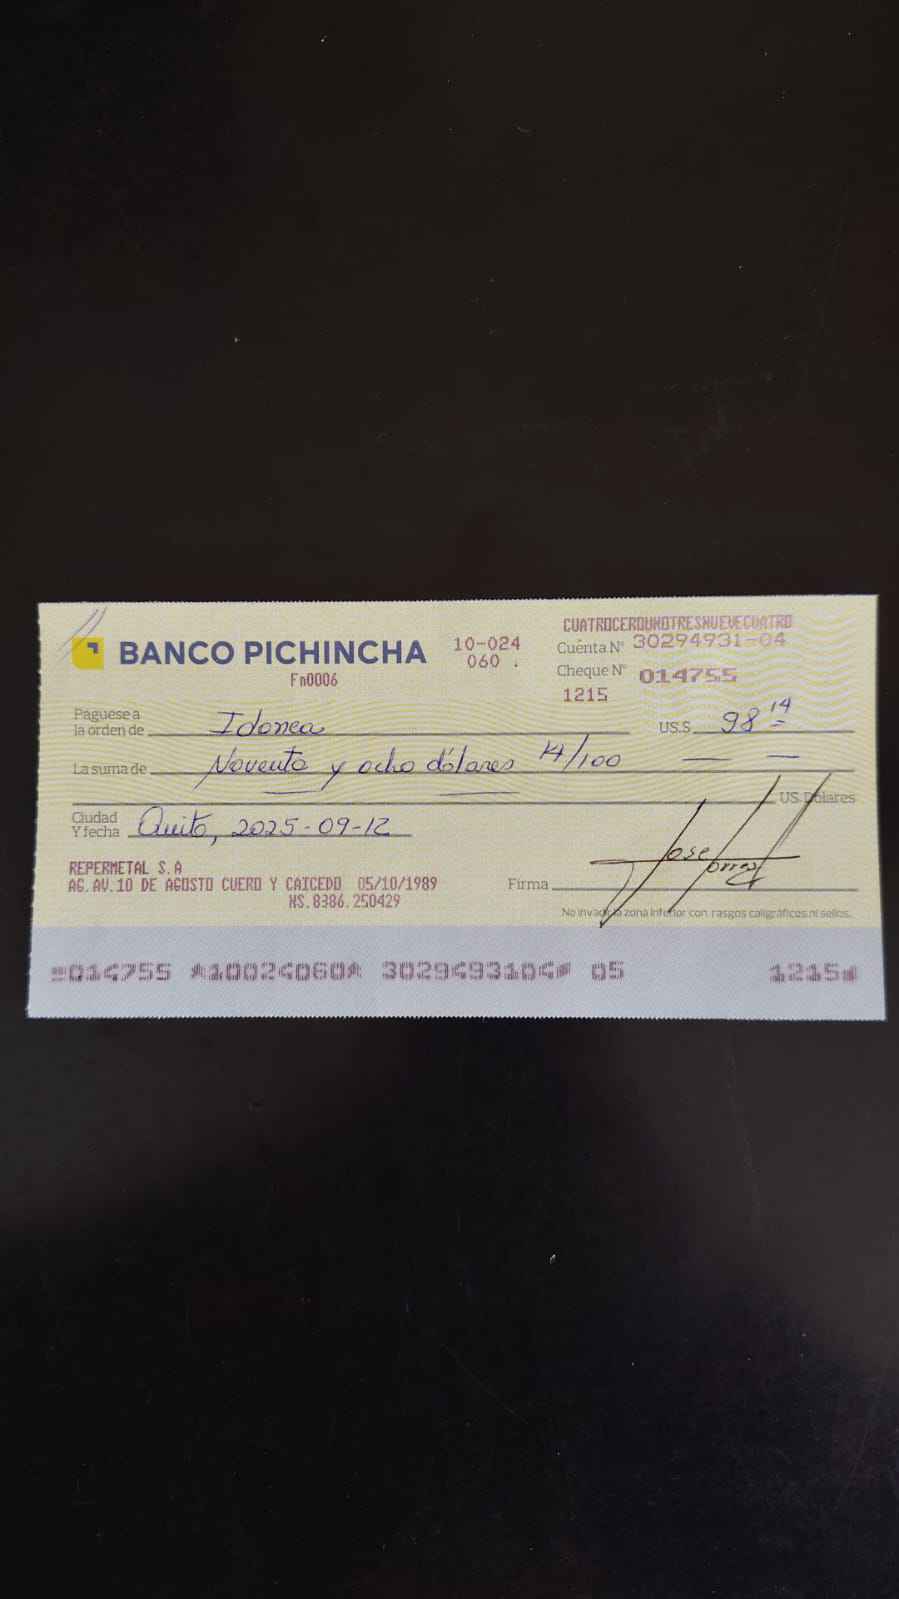 BANCO PICHINCHA
Fn0006
10-024
060 .
CUATROCEROUNOTRESNUEVECUATRO
Cuenta N° 30294931-04
Cheque N° 014755
1215
Páguese a
la orden de Idonea US.$ 98 14
La suma de Noventa y ocho dólares 14/100
US. Dólares
Ciudad
Y fecha Quito, 2025-09-12
REPERMETAL S.A
AG.AV.10 DE AGOSTO CUERO Y CAICEDO 05/10/1989
NS.8386.250429
Firma Jose Torres
No invadir la zona inferior con rasgos caligráficos ni sellos.
014755 10024060 3029493104 05 1215